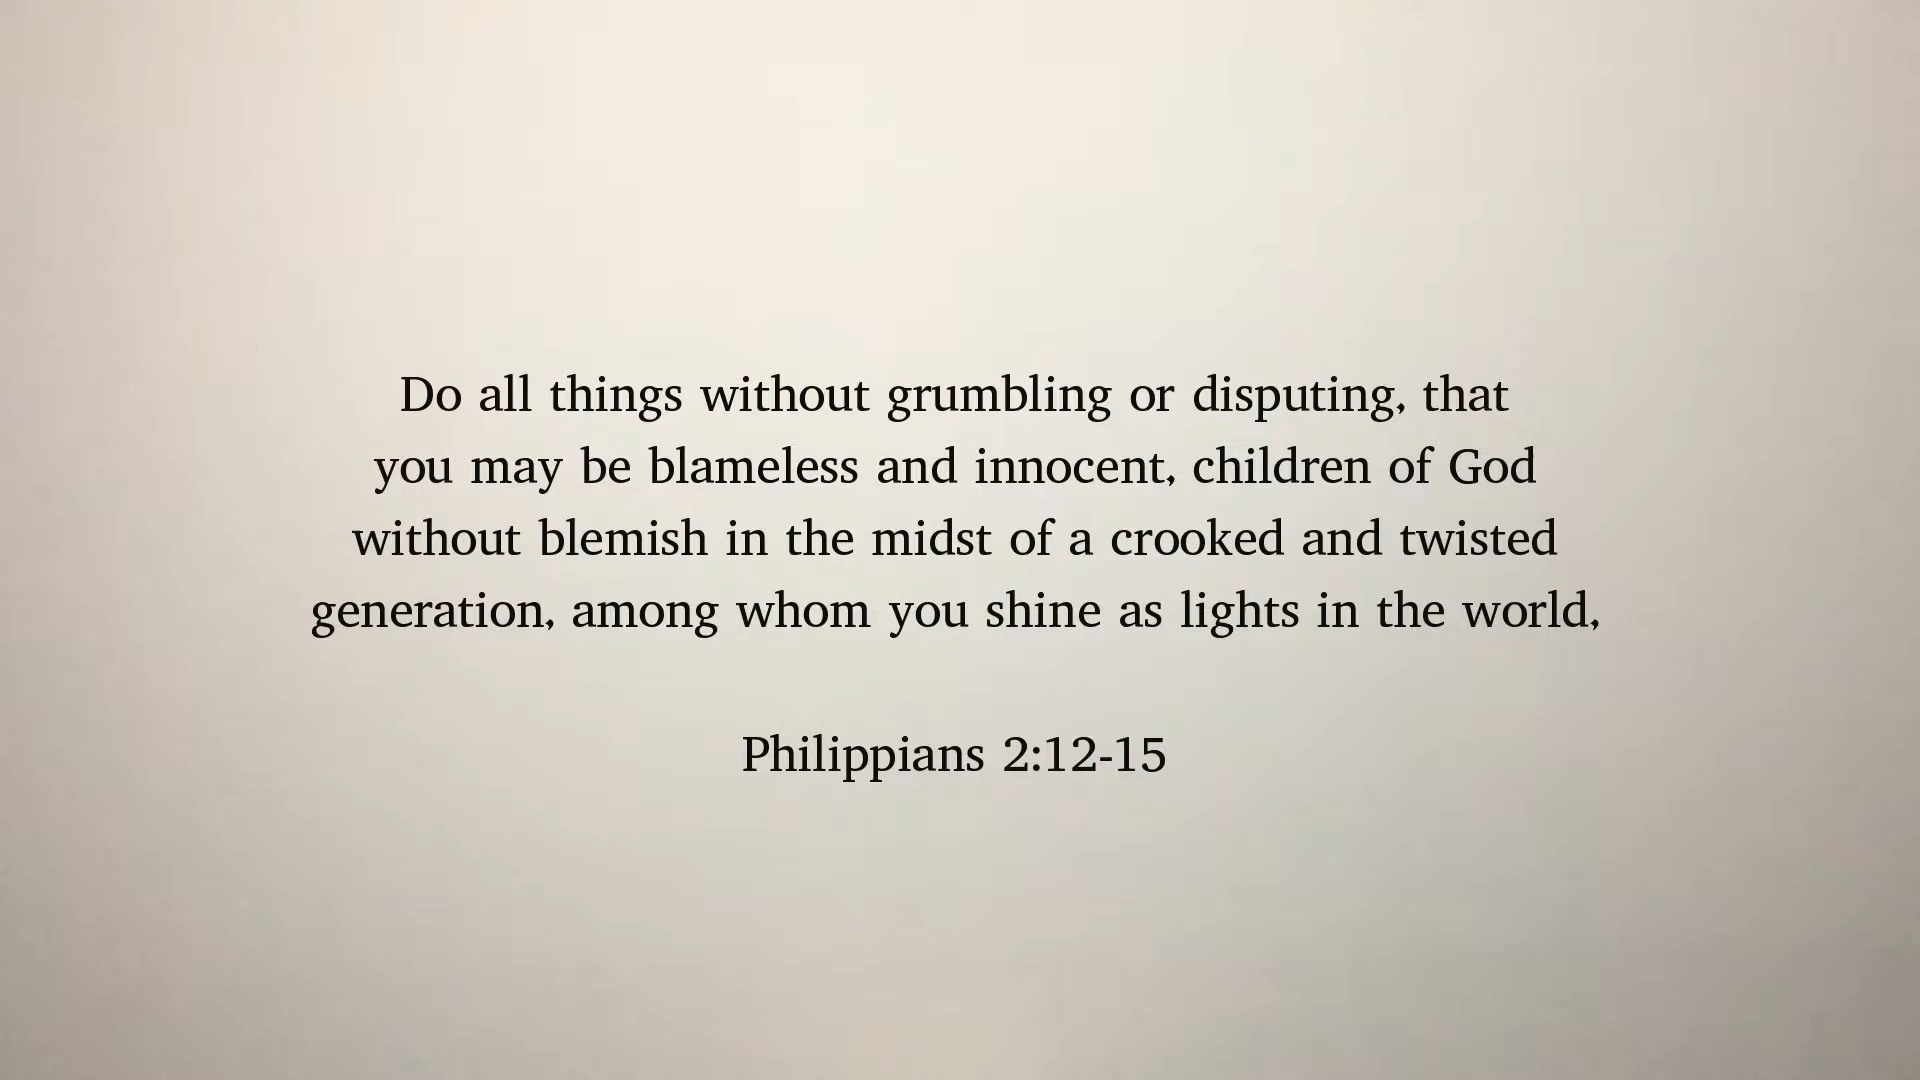 Do all things without grumbling or disputing, that
you may be blameless and innocent, children of God
without blemish in the midst of a crooked and twisted
generation, among whom you shine as lights in the world,
Philippians 2:12-15